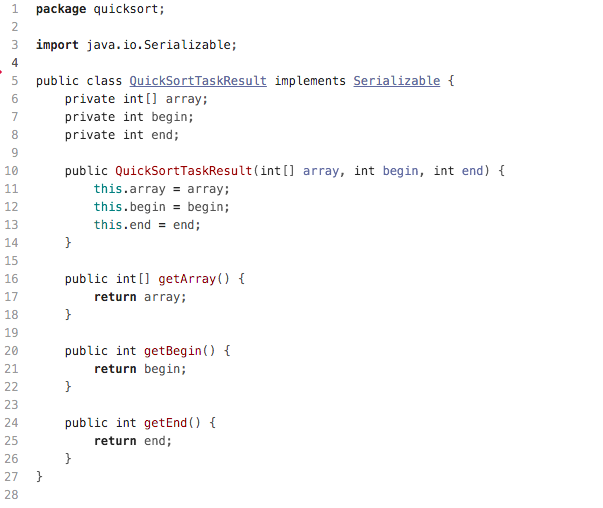 1 package quicksort;
2
3 import java.io.Serializable;
4
5 public class QuickSortTaskResult implements Serializable {
6     private int[] array;
7     private int begin;
8     private int end;
9
10     public QuickSortTaskResult(int[] array, int begin, int end) {
11         this.array = array;
12         this.begin = begin;
13         this.end = end;
14     }
15
16     public int[] getArray() {
17         return array;
18     }
19
20     public int getBegin() {
21         return begin;
22     }
23
24     public int getEnd() {
25         return end;
26     }
27 }
28